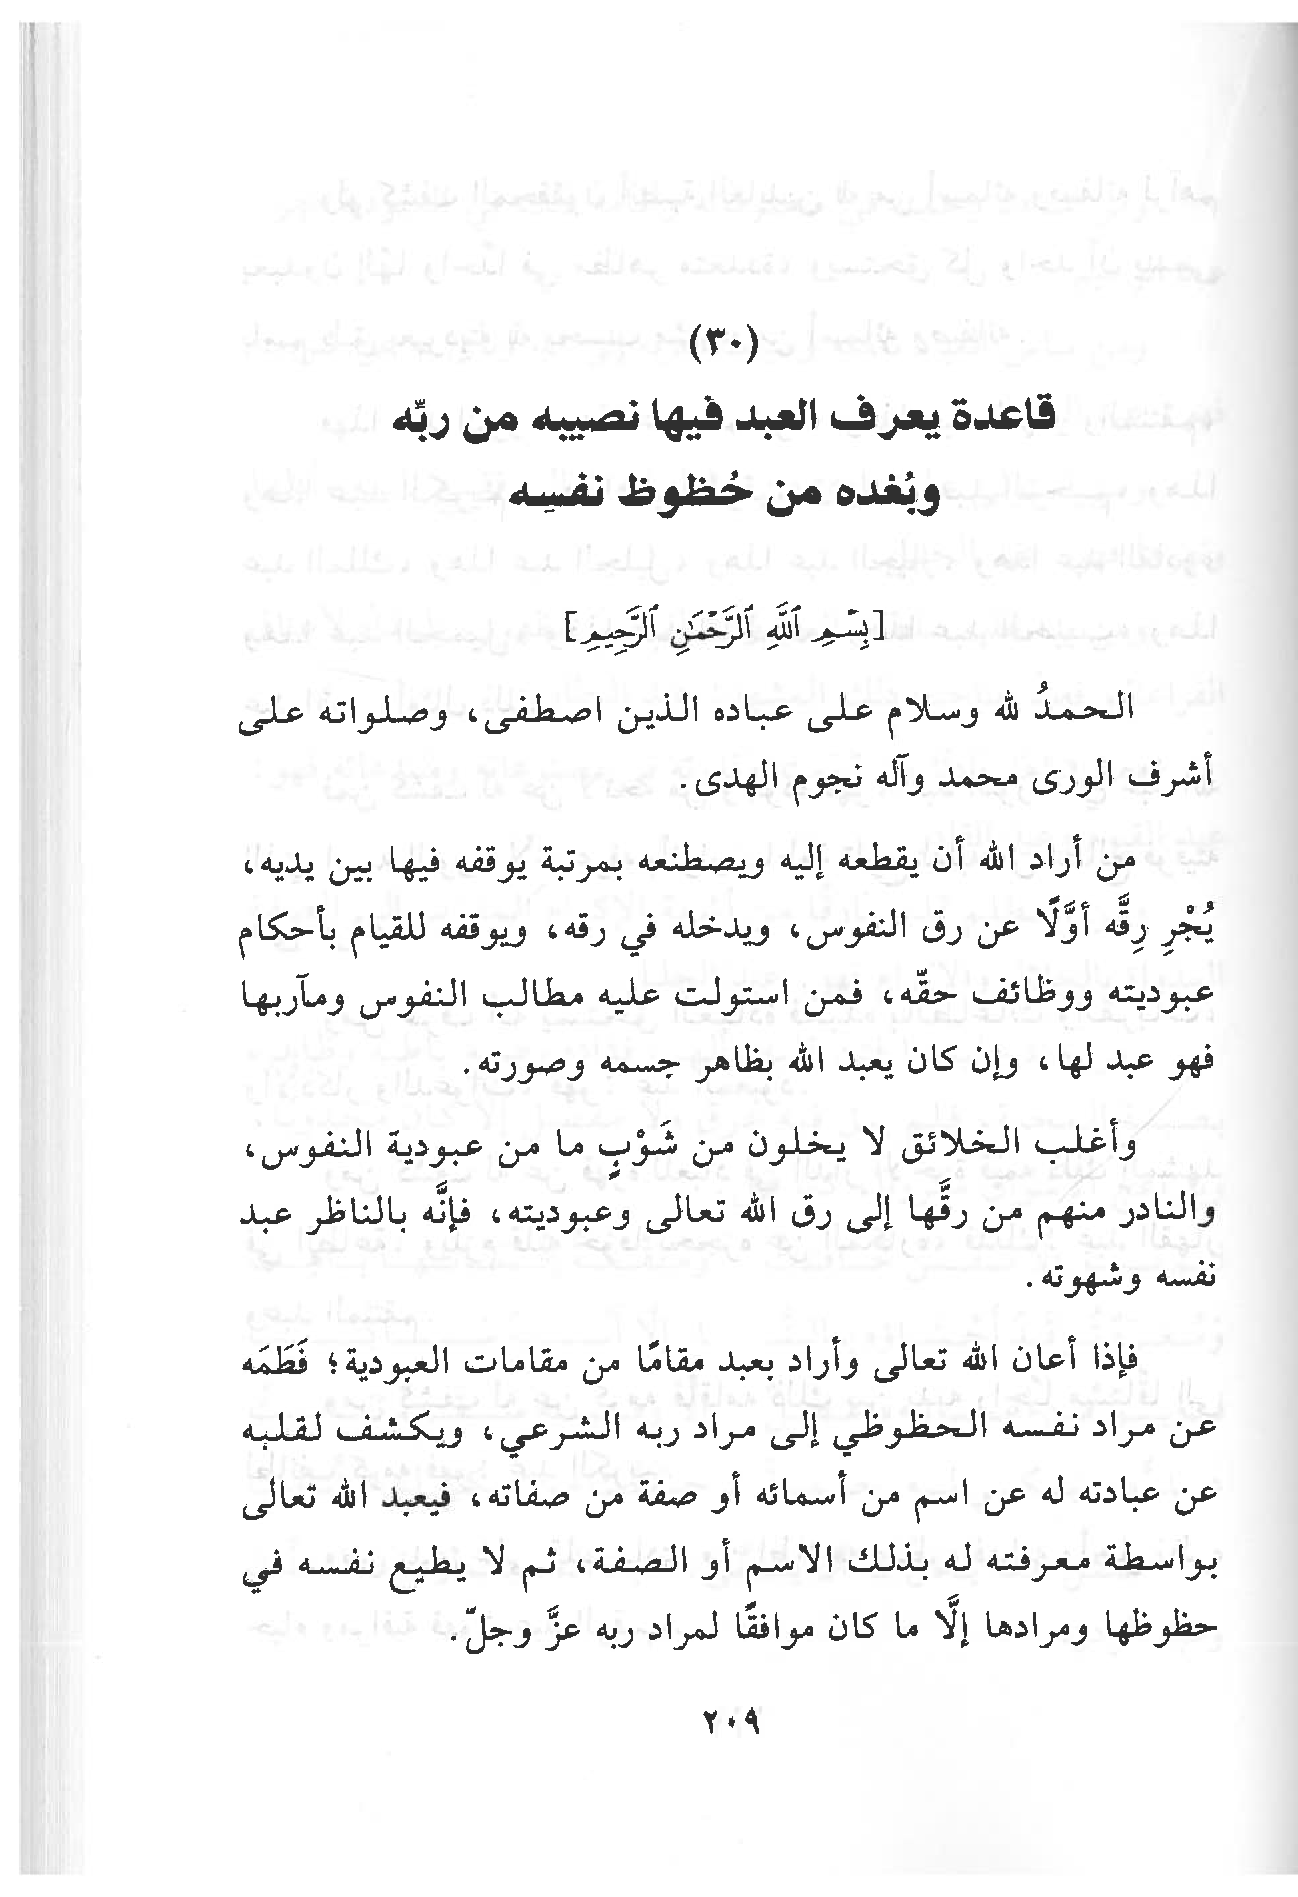 (٣٠)
قاعدة يعرف العبد فيها نصيبه من ربّه
وبُعْده من حُظوظ نفسِه
[بِسْمِ ٱللَّهِ ٱلرَّحْمَٰنِ ٱلرَّحِيمِ]
الحمدُ لله وسلام على عباده الذين اصطفى، وصلواته على
أشرف الورى محمد وآله نجوم الهدى.
من أراد الله أن يقطعه إليه ويصطنعه بمرتبة يوقفه فيها بين يديه،
يُجْرِ رِقَّه أوَّلًا عن رق النفوس، ويدخله في رقه، ويوقفه للقيام بأحكام
عبوديته ووظائف حقّه، فمن استولت عليه مطالب النفوس ومآربها
فهو عبد لها، وإن كان يعبد الله بظاهر جسمه وصورته.
وأغلب الخلائق لا يخلون من شَوْبٍ ما من عبودية النفوس،
والنادر منهم من رقَّها إلى رق الله تعالى وعبوديته، فإنَّه بالناظر عبد
نفسه وشهوته.
فإذا أعان الله تعالى وأراد بعبد مقامًا من مقامات العبودية؛ فَطَمَه
عن مراد نفسه الحظوظي إلى مراد ربه الشرعي، ويكشف لقلبه
عن عبادته له عن اسم من أسمائه أو صفة من صفاته، فيعبد الله تعالى
بواسطة معرفته له بذلك الاسم أو الصفة، ثم لا يطيع نفسه في
حظوظها ومرادها إلَّا ما كان موافقًا لمراد ربه عزَّ وجلّ.
٢٠٩